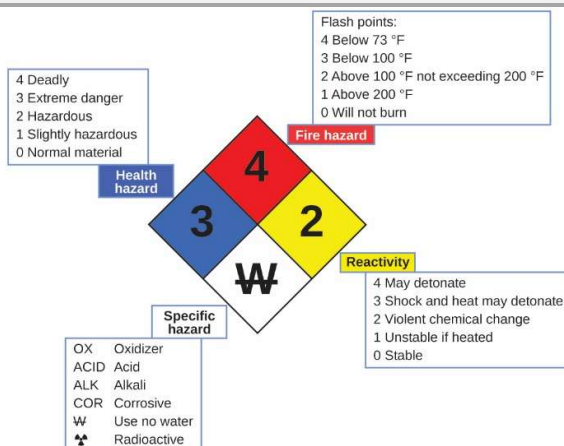 Flash points:
4 Below 73 °F
3 Below 100 °F
2 Above 100 °F not exceeding 200 °F
1 Above 200 °F
0 Will not burn
Fire hazard
4 Deadly
3 Extreme danger
2 Hazardous
1 Slightly hazardous
0 Normal material
Health
hazard
4
3
2
W
Reactivity
4 May detonate
3 Shock and heat may detonate
2 Violent chemical change
1 Unstable if heated
0 Stable
Specific
hazard
OX Oxidizer
ACID Acid
ALK Alkali
COR Corrosive
W Use no water
☢ Radioactive